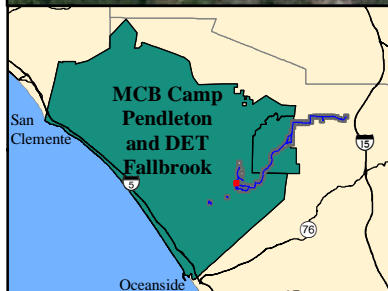 MCB Camp
Pendleton
and DET
Fallbrook
San
Clemente
15
5
76
Oceanside